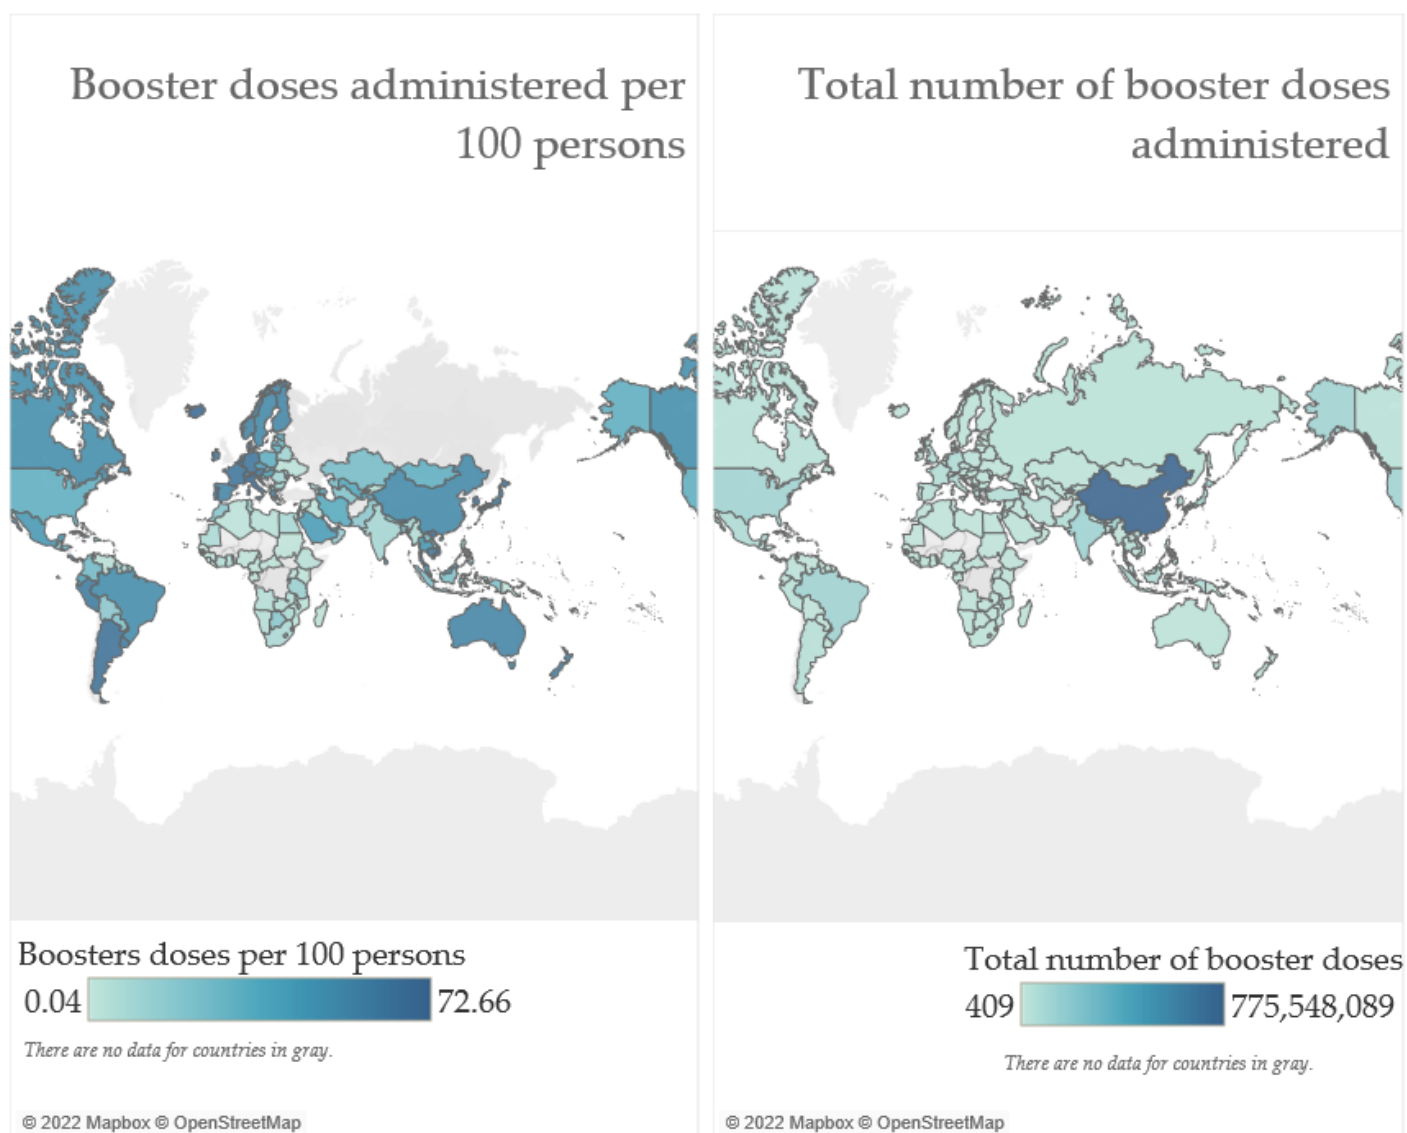 Booster doses administered per
100 persons
Boosters doses per 100 persons
0.04 72.66
There are no data for countries in gray.
© 2022 Mapbox © OpenStreetMap
Total number of booster doses
administered
Total number of booster doses
409 775,548,089
There are no data for countries in gray.
© 2022 Mapbox © OpenStreetMap